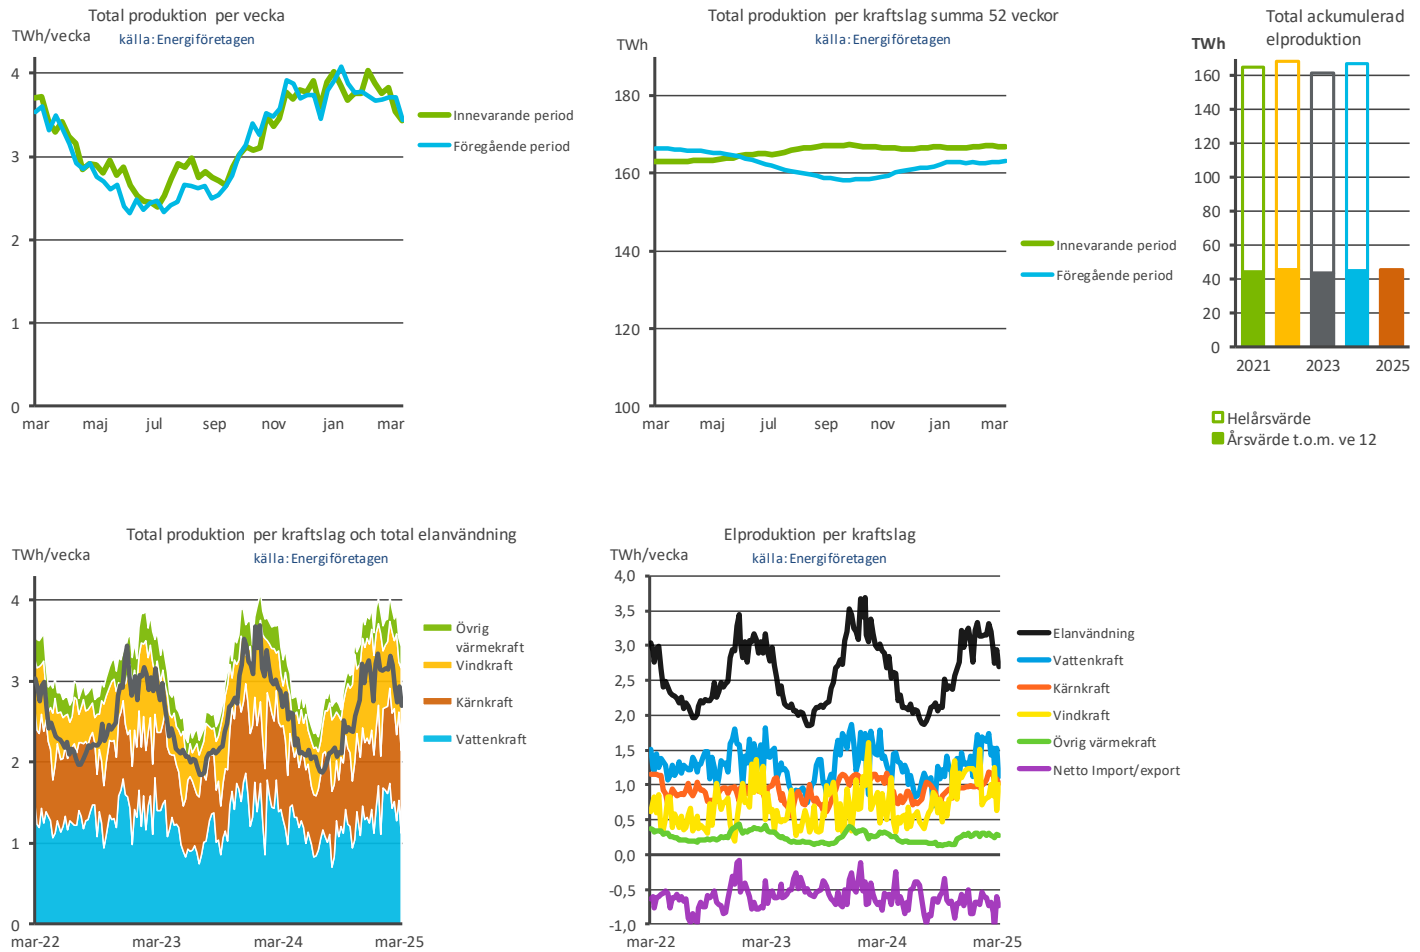 Total produktion per vecka
TWh/vecka
källa: Energiföretagen
4
3
2
1
0
mar maj jul sep nov jan mar
Innevarande period
Föregående period
Total produktion per kraftslag summa 52 veckor
TWh
källa: Energiföretagen
180
160
140
120
100
mar maj jul sep nov jan mar
Innevarande period
Föregående period
Total ackumulerad
elproduktion
TWh
160
140
120
100
80
60
40
20
0
2021 2023 2025
Helårsvärde
Årsvärde t.o.m. ve 12
Total produktion per kraftslag och total elanvändning
TWh/vecka
källa: Energiföretagen
4
3
2
1
0
mar-22 mar-23 mar-24 mar-25
Övrig
värmekraft
Vindkraft
Kärnkraft
Vattenkraft
Elproduktion per kraftslag
TWh/vecka
källa: Energiföretagen
4,0
3,5
3,0
2,5
2,0
1,5
1,0
0,5
0,0
-0,5
-1,0
mar-22 mar-23 mar-24 mar-25
Elanvändning
Vattenkraft
Kärnkraft
Vindkraft
Övrig värmekraft
Netto Import/export